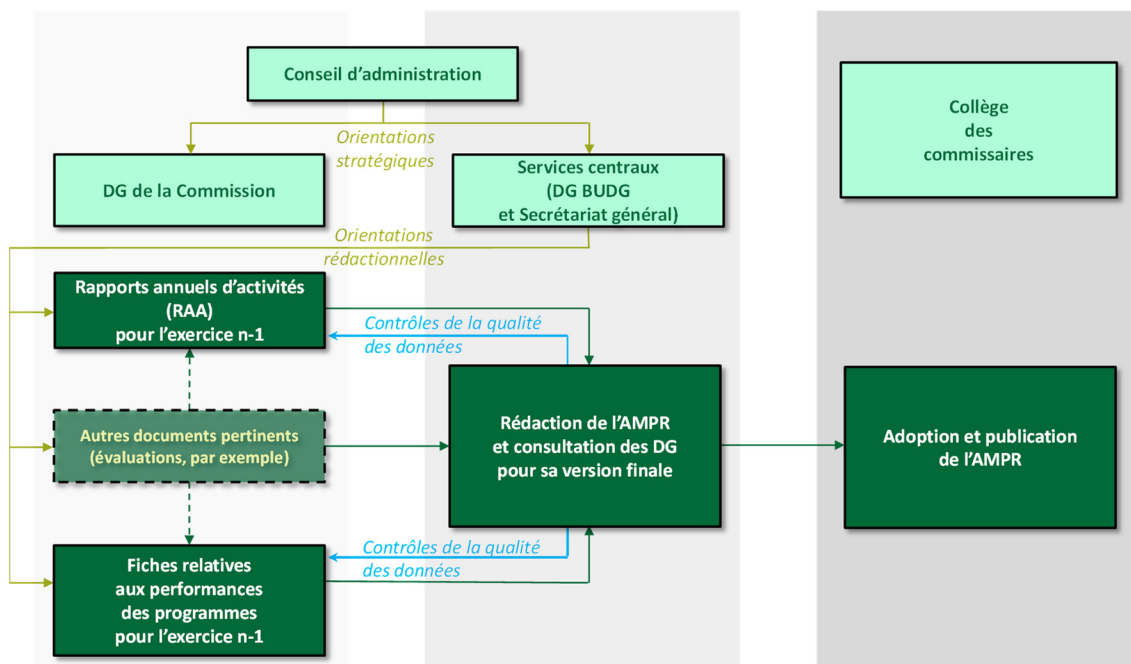 Conseil d'administration
Collège
des
commissaires
Orientations
stratégiques
DG de la Commission
Services centraux
(DG BUDG
et Secrétariat général)
Orientations
rédactionnelles
Rapports annuels d'activités
(RAA)
pour l'exercice n-1
Contrôles de la qualité
des données
Autres documents pertinents
(évaluations, par exemple)
Rédaction de l'AMPR
et consultation des DG
pour sa version finale
Adoption et publication
de l'AMPR
Contrôles de la qualité
des données
Fiches relatives
aux performances
des programmes
pour l'exercice n-1